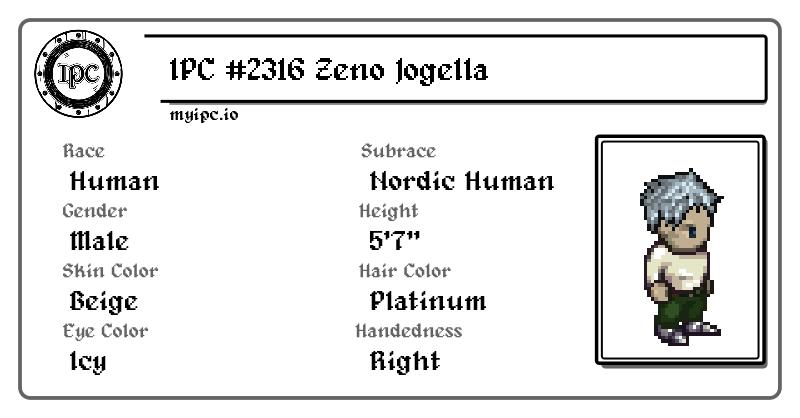 IPC
IPC #2316 Zeno Jogella
myipc.io
Race
Human
Subrace
Nordic Human
Gender
Male
Height
5'7"
Skin Color
Beige
Hair Color
Platinum
Eye Color
Icy
Handedness
Right